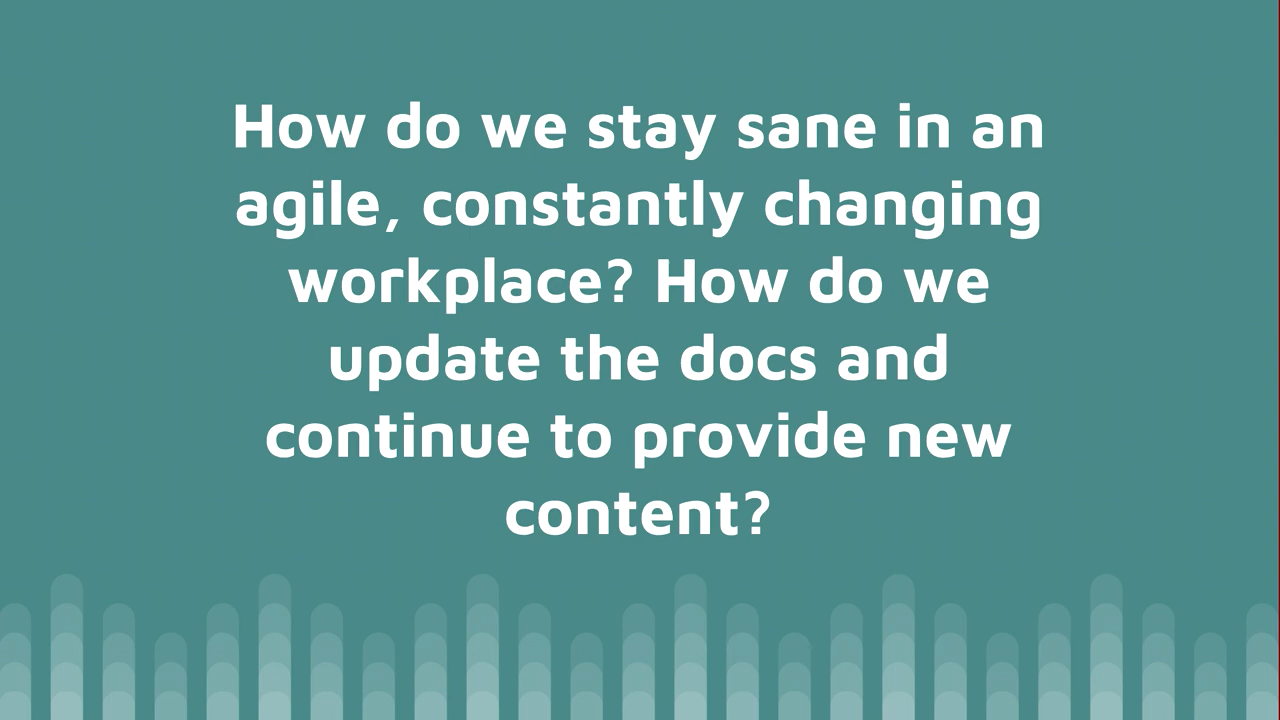 How do we stay sane in an
agile, constantly changing
workplace? How do we
update the docs and
continue to provide new
content?